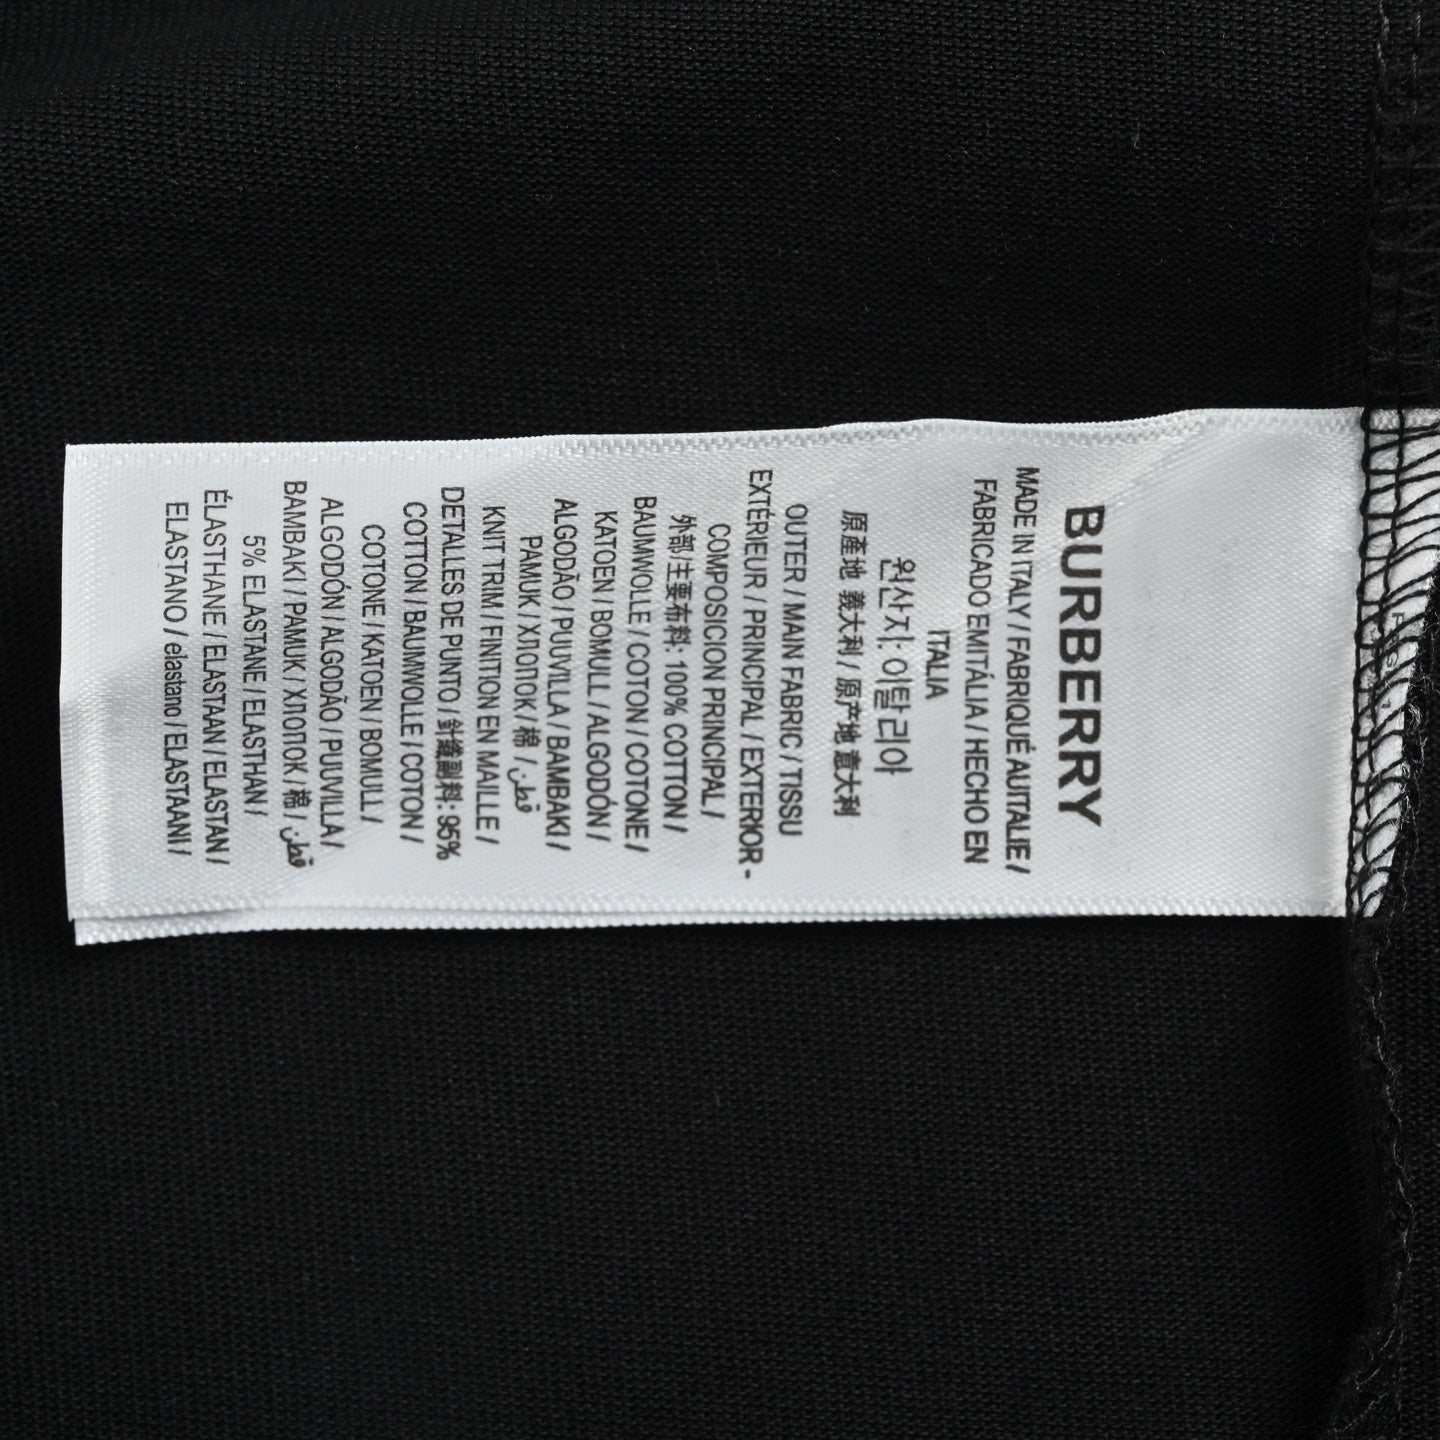 BURBERRY
MADE IN ITALY / FABRIQUÉ AUITALIE /
FABRICADO EMITÁLIA / HECHO EN
ITALIA
원산지: 이탈리아
原產地 義大利 / 原产地 意大利
OUTER / MAIN FABRIC / TISSU
EXTÉRIEUR / PRINCIPAL / EXTERIOR -
COMPOSICION PRINCIPAL /
外部 主要布料: 100% COTTON /
BAUMWOLLE / COTON / COTONE /
KATOEN / BOMULL / ALGODÓN /
ALGODÃO / PUUVILLA / BAMBAKI /
PAMUK / ХЛОПОК / 棉 / قطن
KNIT TRIM / FINITION EN MAILLE /
DETALLES DE PUNTO / 針織副料: 95%
COTTON / BAUMWOLLE / COTON /
COTONE / KATOEN / BOMULL /
ALGODÓN / ALGODÃO / PUUVILLA /
BAMBAKI / PAMUK / ХЛОПОК / 棉 / قطن
5% ELASTANE / ELASTHAN /
ÉLASTHANE / ELASTAAN / ELASTAN /
ELASTANO / elastano / ELASTAANI /